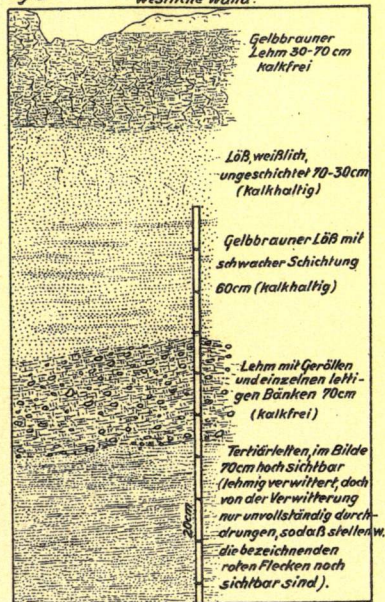 westliche Wand.
Gelbbrauner
Lehm 30-70 cm
kalkfrei
Löß, weißlich,
ungeschichtet 70-30cm
(kalkhaltig)
Gelbbrauner Löß mit
schwacher Schichtung
60cm (kalkhaltig)
Lehm mit Geröllen
und einzelnen letti-
gen Bänken 70cm
(kalkfrei)
Tertiärletten, im Bilde
70cm hoch sichtbar
(lehmig verwittert, doch
von der Verwitterung
nur unvollständig durch-
drungen, sodaß stellenw.
die bezeichnenden
roten Flecken noch
sichtbar sind).
20cm